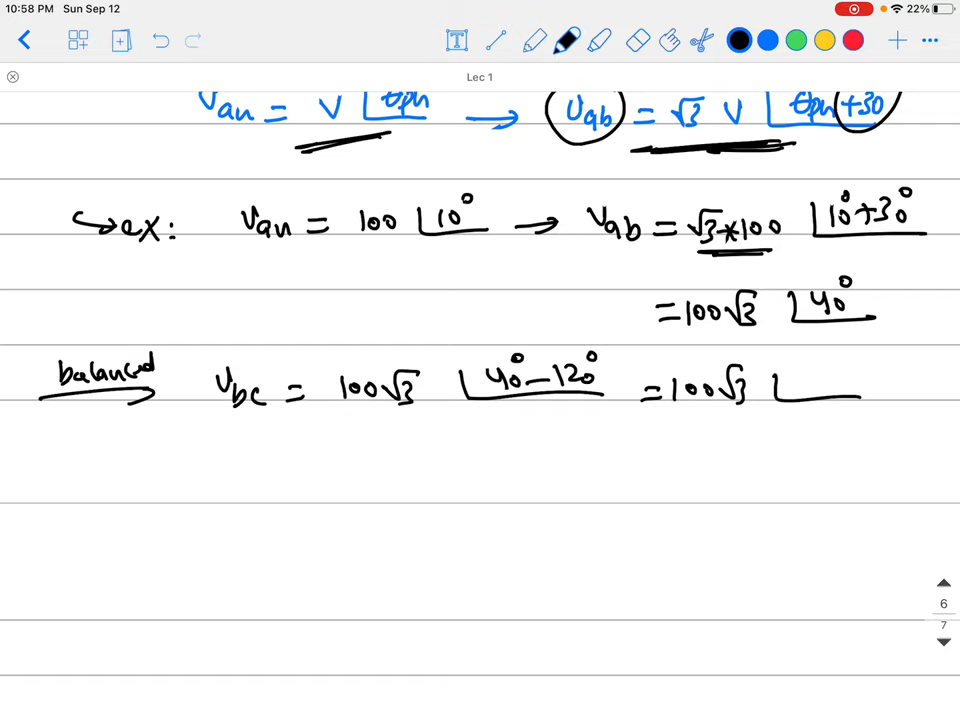 10:58 PM Sun Sep 12 22%
Lec 1
Van = V ∠θph → Vab = √3 V ∠θph +30
↪ ex: Van = 100 ∠10° → Vab = √3*100 ∠10°+30°
= 100√3 ∠40°
balanced Vbc = 100√3 ∠40°-120° = 100√3 ∠
6
7